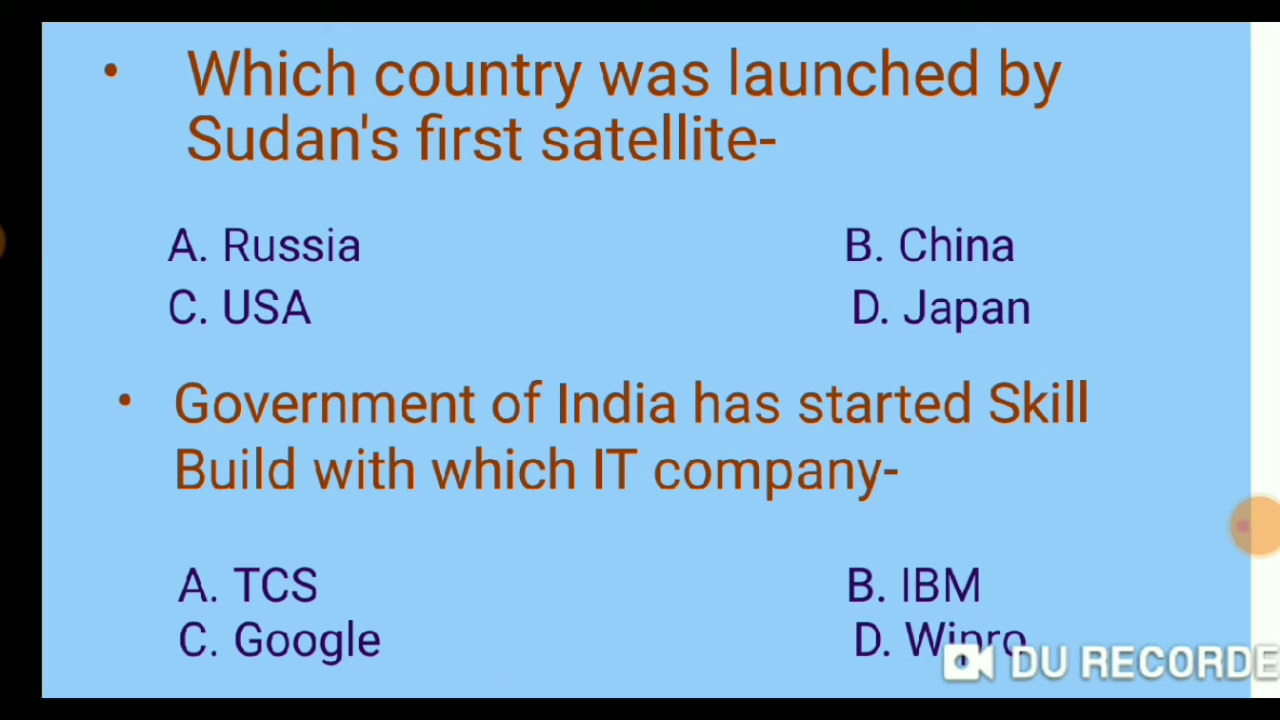 • Which country was launched by
Sudan's first satellite-
A. Russia B. China
C. USA D. Japan
• Government of India has started Skill
Build with which IT company-
A. TCS B. IBM
C. Google D. Wipro
DU RECORDE